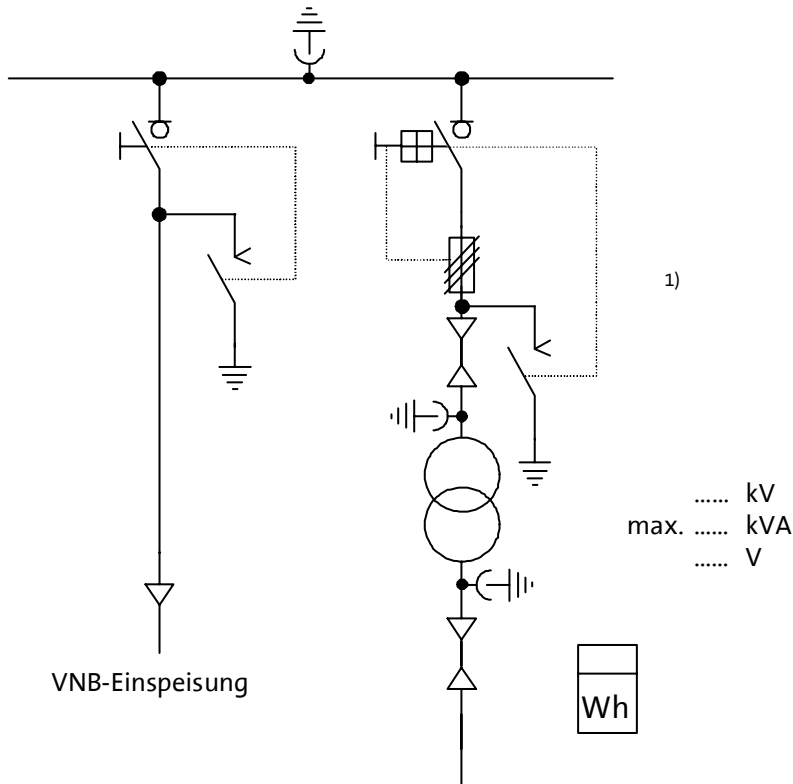 1)
...... kV
max. ...... kVA
...... V
VNB-Einspeisung
Wh